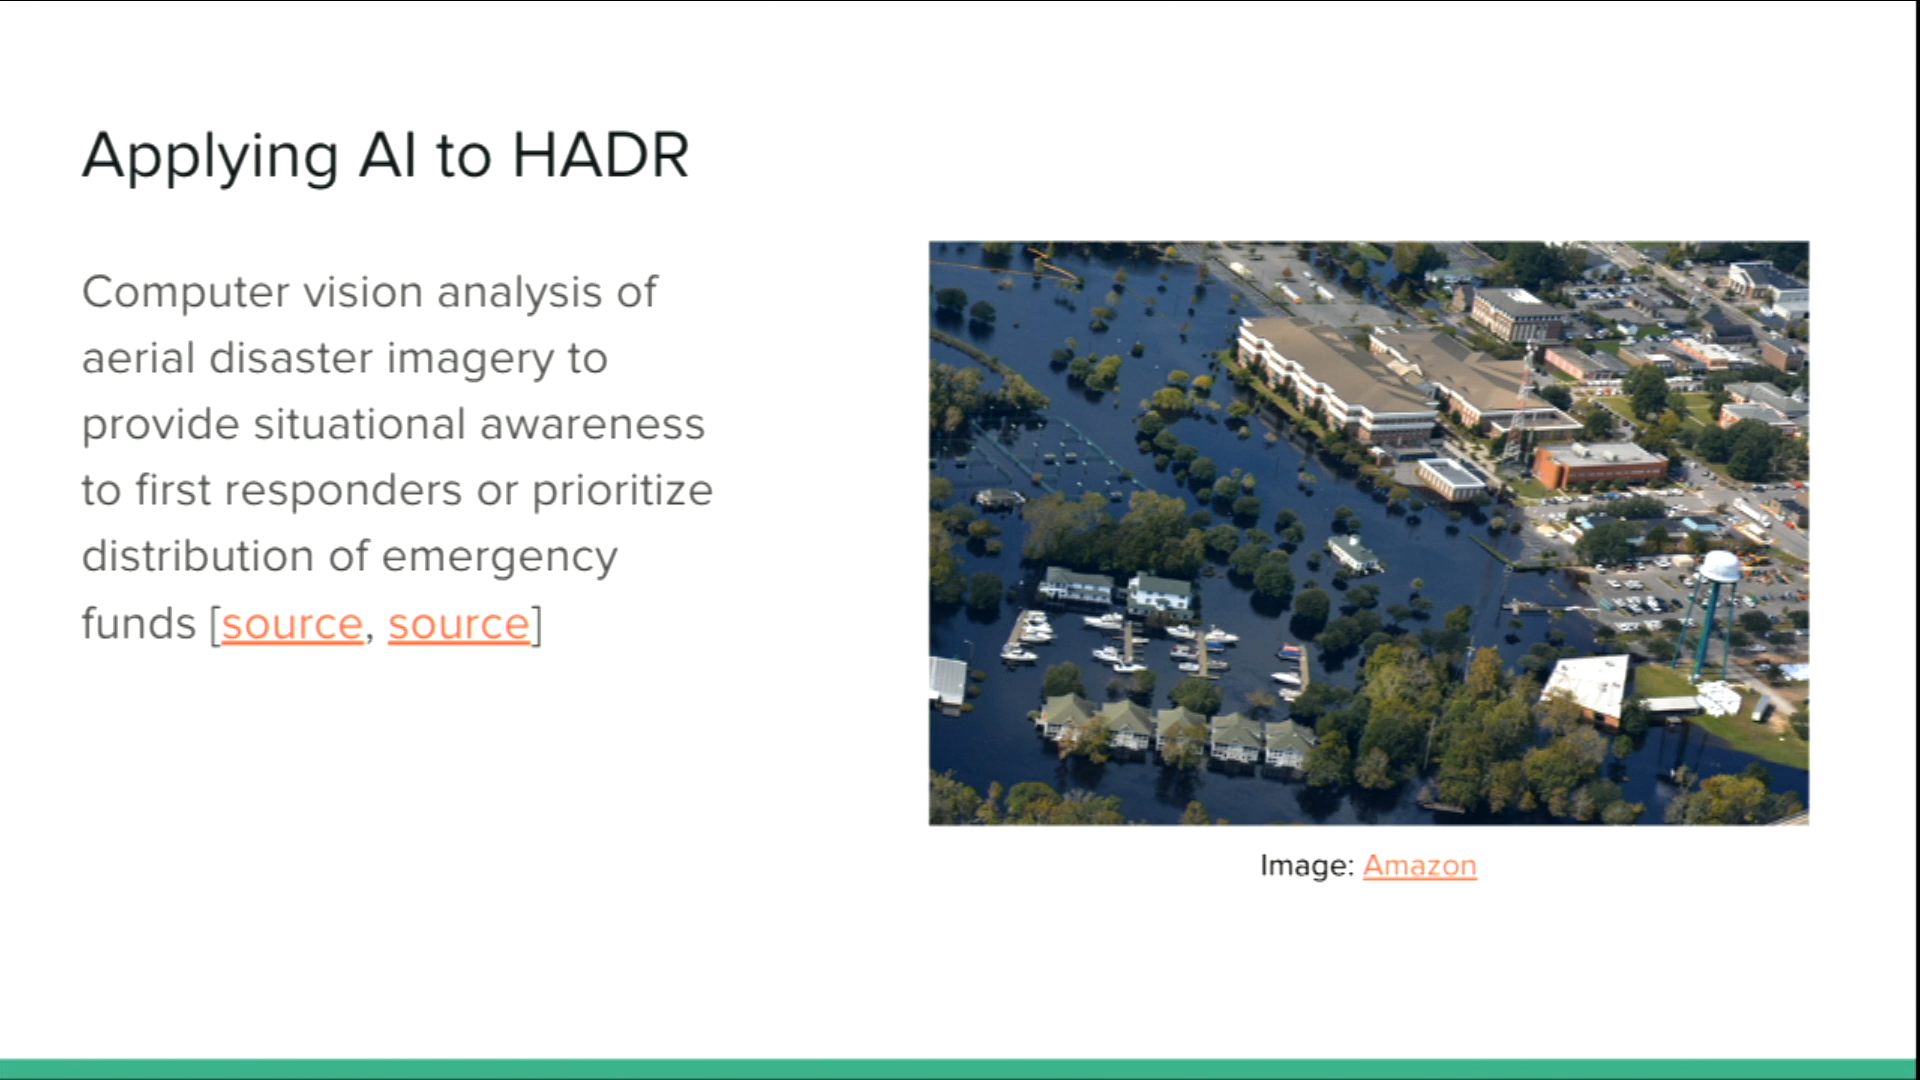 Applying AI to HADR
Computer vision analysis of
aerial disaster imagery to
provide situational awareness
to first responders or prioritize
distribution of emergency
funds [source, source]
Image: Amazon